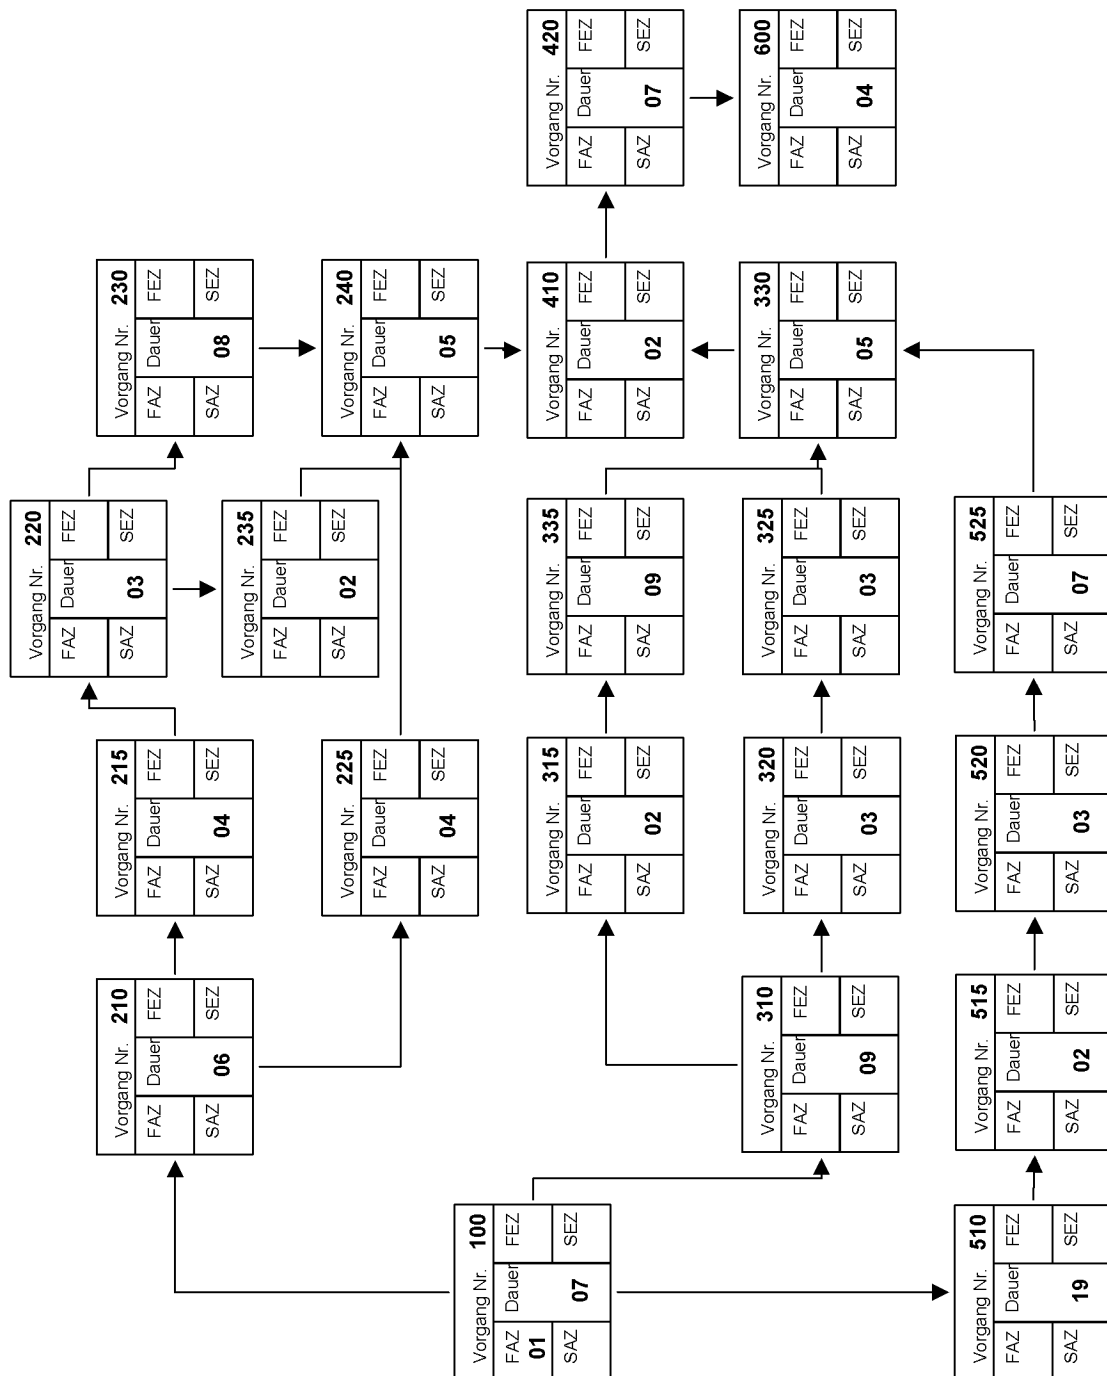 Vorgang Nr. 100
FAZ Dauer FEZ
01
07
SAZ SEZ
Vorgang Nr. 210
FAZ Dauer FEZ
06
SAZ SEZ
Vorgang Nr. 215
FAZ Dauer FEZ
04
SAZ SEZ
Vorgang Nr. 220
FAZ Dauer FEZ
03
SAZ SEZ
Vorgang Nr. 230
FAZ Dauer FEZ
08
SAZ SEZ
Vorgang Nr. 235
FAZ Dauer FEZ
02
SAZ SEZ
Vorgang Nr. 225
FAZ Dauer FEZ
04
SAZ SEZ
Vorgang Nr. 240
FAZ Dauer FEZ
05
SAZ SEZ
Vorgang Nr. 310
FAZ Dauer FEZ
09
SAZ SEZ
Vorgang Nr. 315
FAZ Dauer FEZ
02
SAZ SEZ
Vorgang Nr. 335
FAZ Dauer FEZ
09
SAZ SEZ
Vorgang Nr. 410
FAZ Dauer FEZ
02
SAZ SEZ
Vorgang Nr. 420
FAZ Dauer FEZ
07
SAZ SEZ
Vorgang Nr. 320
FAZ Dauer FEZ
03
SAZ SEZ
Vorgang Nr. 325
FAZ Dauer FEZ
03
SAZ SEZ
Vorgang Nr. 330
FAZ Dauer FEZ
05
SAZ SEZ
Vorgang Nr. 600
FAZ Dauer FEZ
04
SAZ SEZ
Vorgang Nr. 510
FAZ Dauer FEZ
19
SAZ SEZ
Vorgang Nr. 515
FAZ Dauer FEZ
02
SAZ SEZ
Vorgang Nr. 520
FAZ Dauer FEZ
03
SAZ SEZ
Vorgang Nr. 525
FAZ Dauer FEZ
07
SAZ SEZ